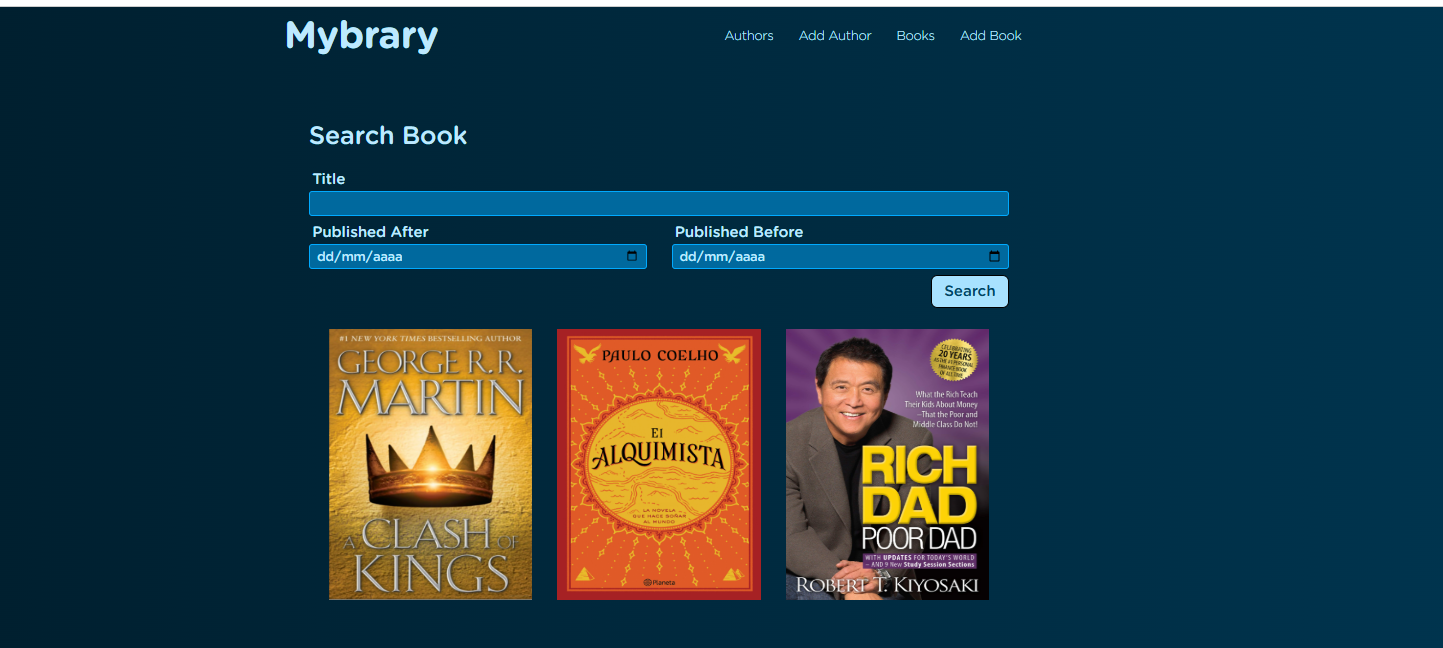 Mybrary
Authors
Add Author
Books
Add Book
Search Book
Title
Published After
Published Before
dd/mm/aaaa
dd/mm/aaaa
Search
#1 NEW YORK TIMES BESTSELLING AUTHOR
GEORGE R.R.
MARTIN
A CLASH OF
KINGS
PAULO COELHO
El
ALQUIMISTA
LA NOVELA
QUE HACE SOÑAR
AL MUNDO
Planeta
CELEBRATING
20 YEARS
AS THE #1 PERSONAL
FINANCE BOOK
OF ALL TIME
What the Rich Teach
Their Kids About Money
–That the Poor and
Middle Class Do Not!
RICH
DAD
POOR DAD
WITH UPDATES FOR TODAY'S WORLD
– AND 9 New Study Session Sections
ROBERT T. KIYOSAKI